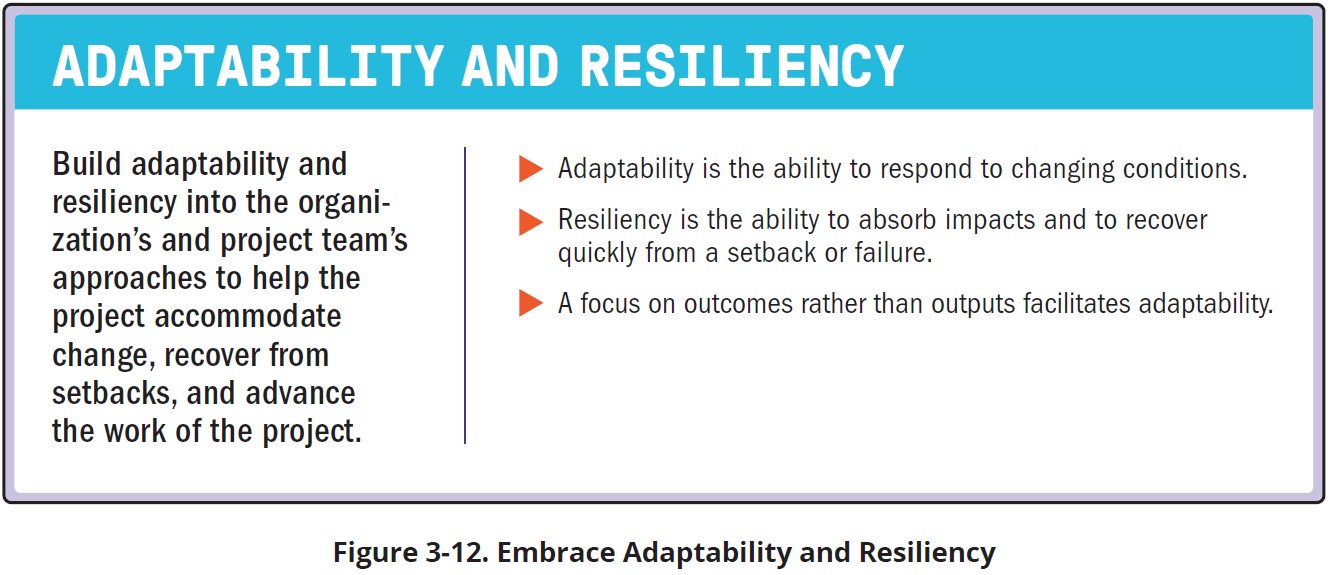 ADAPTABILITY AND RESILIENCY
Build adaptability and
resiliency into the organi-
zation’s and project team’s
approaches to help the
project accommodate
change, recover from
setbacks, and advance
the work of the project.
Adaptability is the ability to respond to changing conditions.
Resiliency is the ability to absorb impacts and to recover
quickly from a setback or failure.
A focus on outcomes rather than outputs facilitates adaptability.
Figure 3-12. Embrace Adaptability and Resiliency